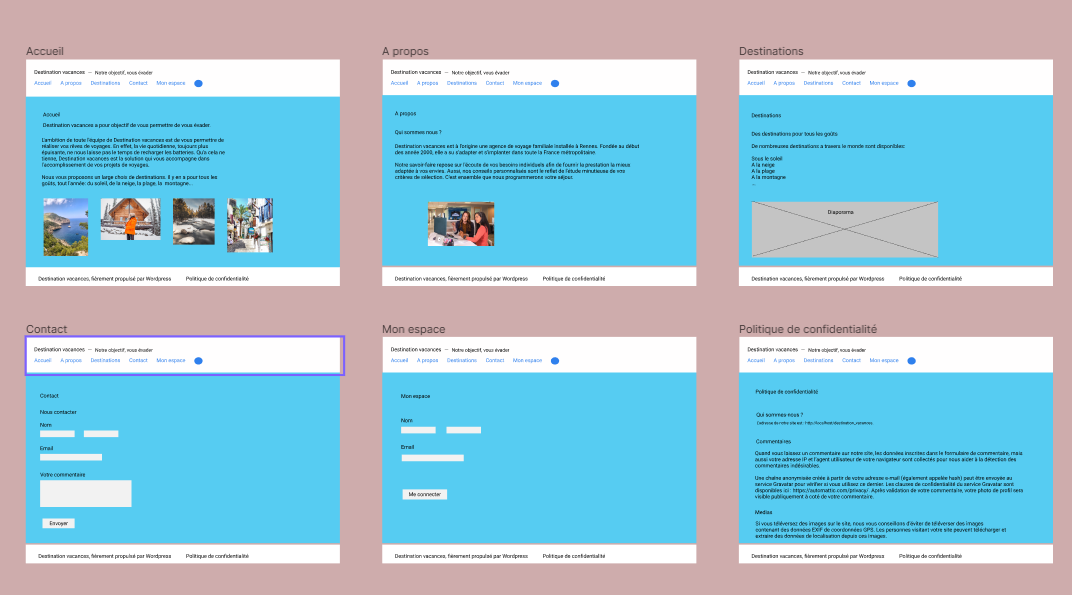 Accueil
Destination vacances — Notre objectif, vous évader
Accueil A propos Destinations Contact Mon espace
Accueil
Destination vacances a pour objectif de vous permettre de vous évader.
L'ambition de toute l'équipe de Destination vacances est de vous permettre de
réaliser vos rêves de voyages. En effet, la vie quotidienne, toujours plus
épuisante, ne nous laisse pas le temps de recharger les batteries. Qu'à cela ne
tienne, Destination vacances est la solution qui vous accompagne dans
l'accomplissement de vos projets de voyages.
Nous vous proposons un large choix de destinations. Il y en a pour tous les
goûts, tout l'année: du soleil, de la neige, la plage, la montagne...
Destination vacances, fièrement propulsé par Wordpress Politique de confidentialité
A propos
Destination vacances — Notre objectif, vous évader
Accueil A propos Destinations Contact Mon espace
A propos
Qui sommes nous ?
Destination vacances est à l'origine une agence de voyage familiale installée à Rennes. Fondée au début
des année 2000, elle a su s'adapter et s'implanter dans toute la France métropolitaine.
Notre savoir-faire repose sur l'écoute de vos besoins individuels afin de fournir la prestation la mieux
adaptée à vos envies. Aussi, nos conseils personnalisés sont le reflet de l'étude minutieuse de vos
critères de sélection. C'est ensemble que nous programmerons votre séjour.
Destination vacances, fièrement propulsé par Wordpress Politique de confidentialité
Destinations
Destination vacances — Notre objectif, vous évader
Accueil A propos Destinations Contact Mon espace
Destinations
Des destinations pour tous les goûts
De nombreuses destinations a travers le monde sont disponibles:
Sous le soleil
A la neige
A la plage
A la montagne
...
Diaporama
Destination vacances, fièrement propulsé par Wordpress Politique de confidentialité
Contact
Destination vacances — Notre objectif, vous évader
Accueil A propos Destinations Contact Mon espace
Contact
Nous contacter
Nom
Email
Votre commentaire
Envoyer
Destination vacances, fièrement propulsé par Wordpress Politique de confidentialité
Mon espace
Destination vacances — Notre objectif, vous évader
Accueil A propos Destinations Contact Mon espace
Mon espace
Nom
Email
Me connecter
Destination vacances, fièrement propulsé par Wordpress Politique de confidentialité
Politique de confidentialité
Destination vacances — Notre objectif, vous évader
Accueil A propos Destinations Contact Mon espace
Politique de confidentialité
Qui sommes-nous ?
L'adresse de notre site est : http://localhost/destination_vacances.
Commentaires
Quand vous laissez un commentaire sur notre site, les données inscrites dans le formulaire de commentaire, mais
aussi votre adresse IP et l'agent utilisateur de votre navigateur sont collectés pour nous aider à la détection des
commentaires indésirables.
Une chaîne anonymisée créée à partir de votre adresse e-mail (également appelée hash) peut être envoyée au
service Gravatar pour vérifier si vous utilisez ce dernier. Les clauses de confidentialité du service Gravatar sont
disponibles ici : https://automattic.com/privacy/. Après validation de votre commentaire, votre photo de profil sera
visible publiquement à coté de votre commentaire.
Medias
Si vous téléversez des images sur le site, nous vous conseillons d'éviter de téléverser des images
contenant des données EXIF de coordonnées GPS. Les personnes visitant votre site peuvent télécharger et
extraire des données de localisation depuis ces images.
Destination vacances, fièrement propulsé par Wordpress Politique de confidentialité